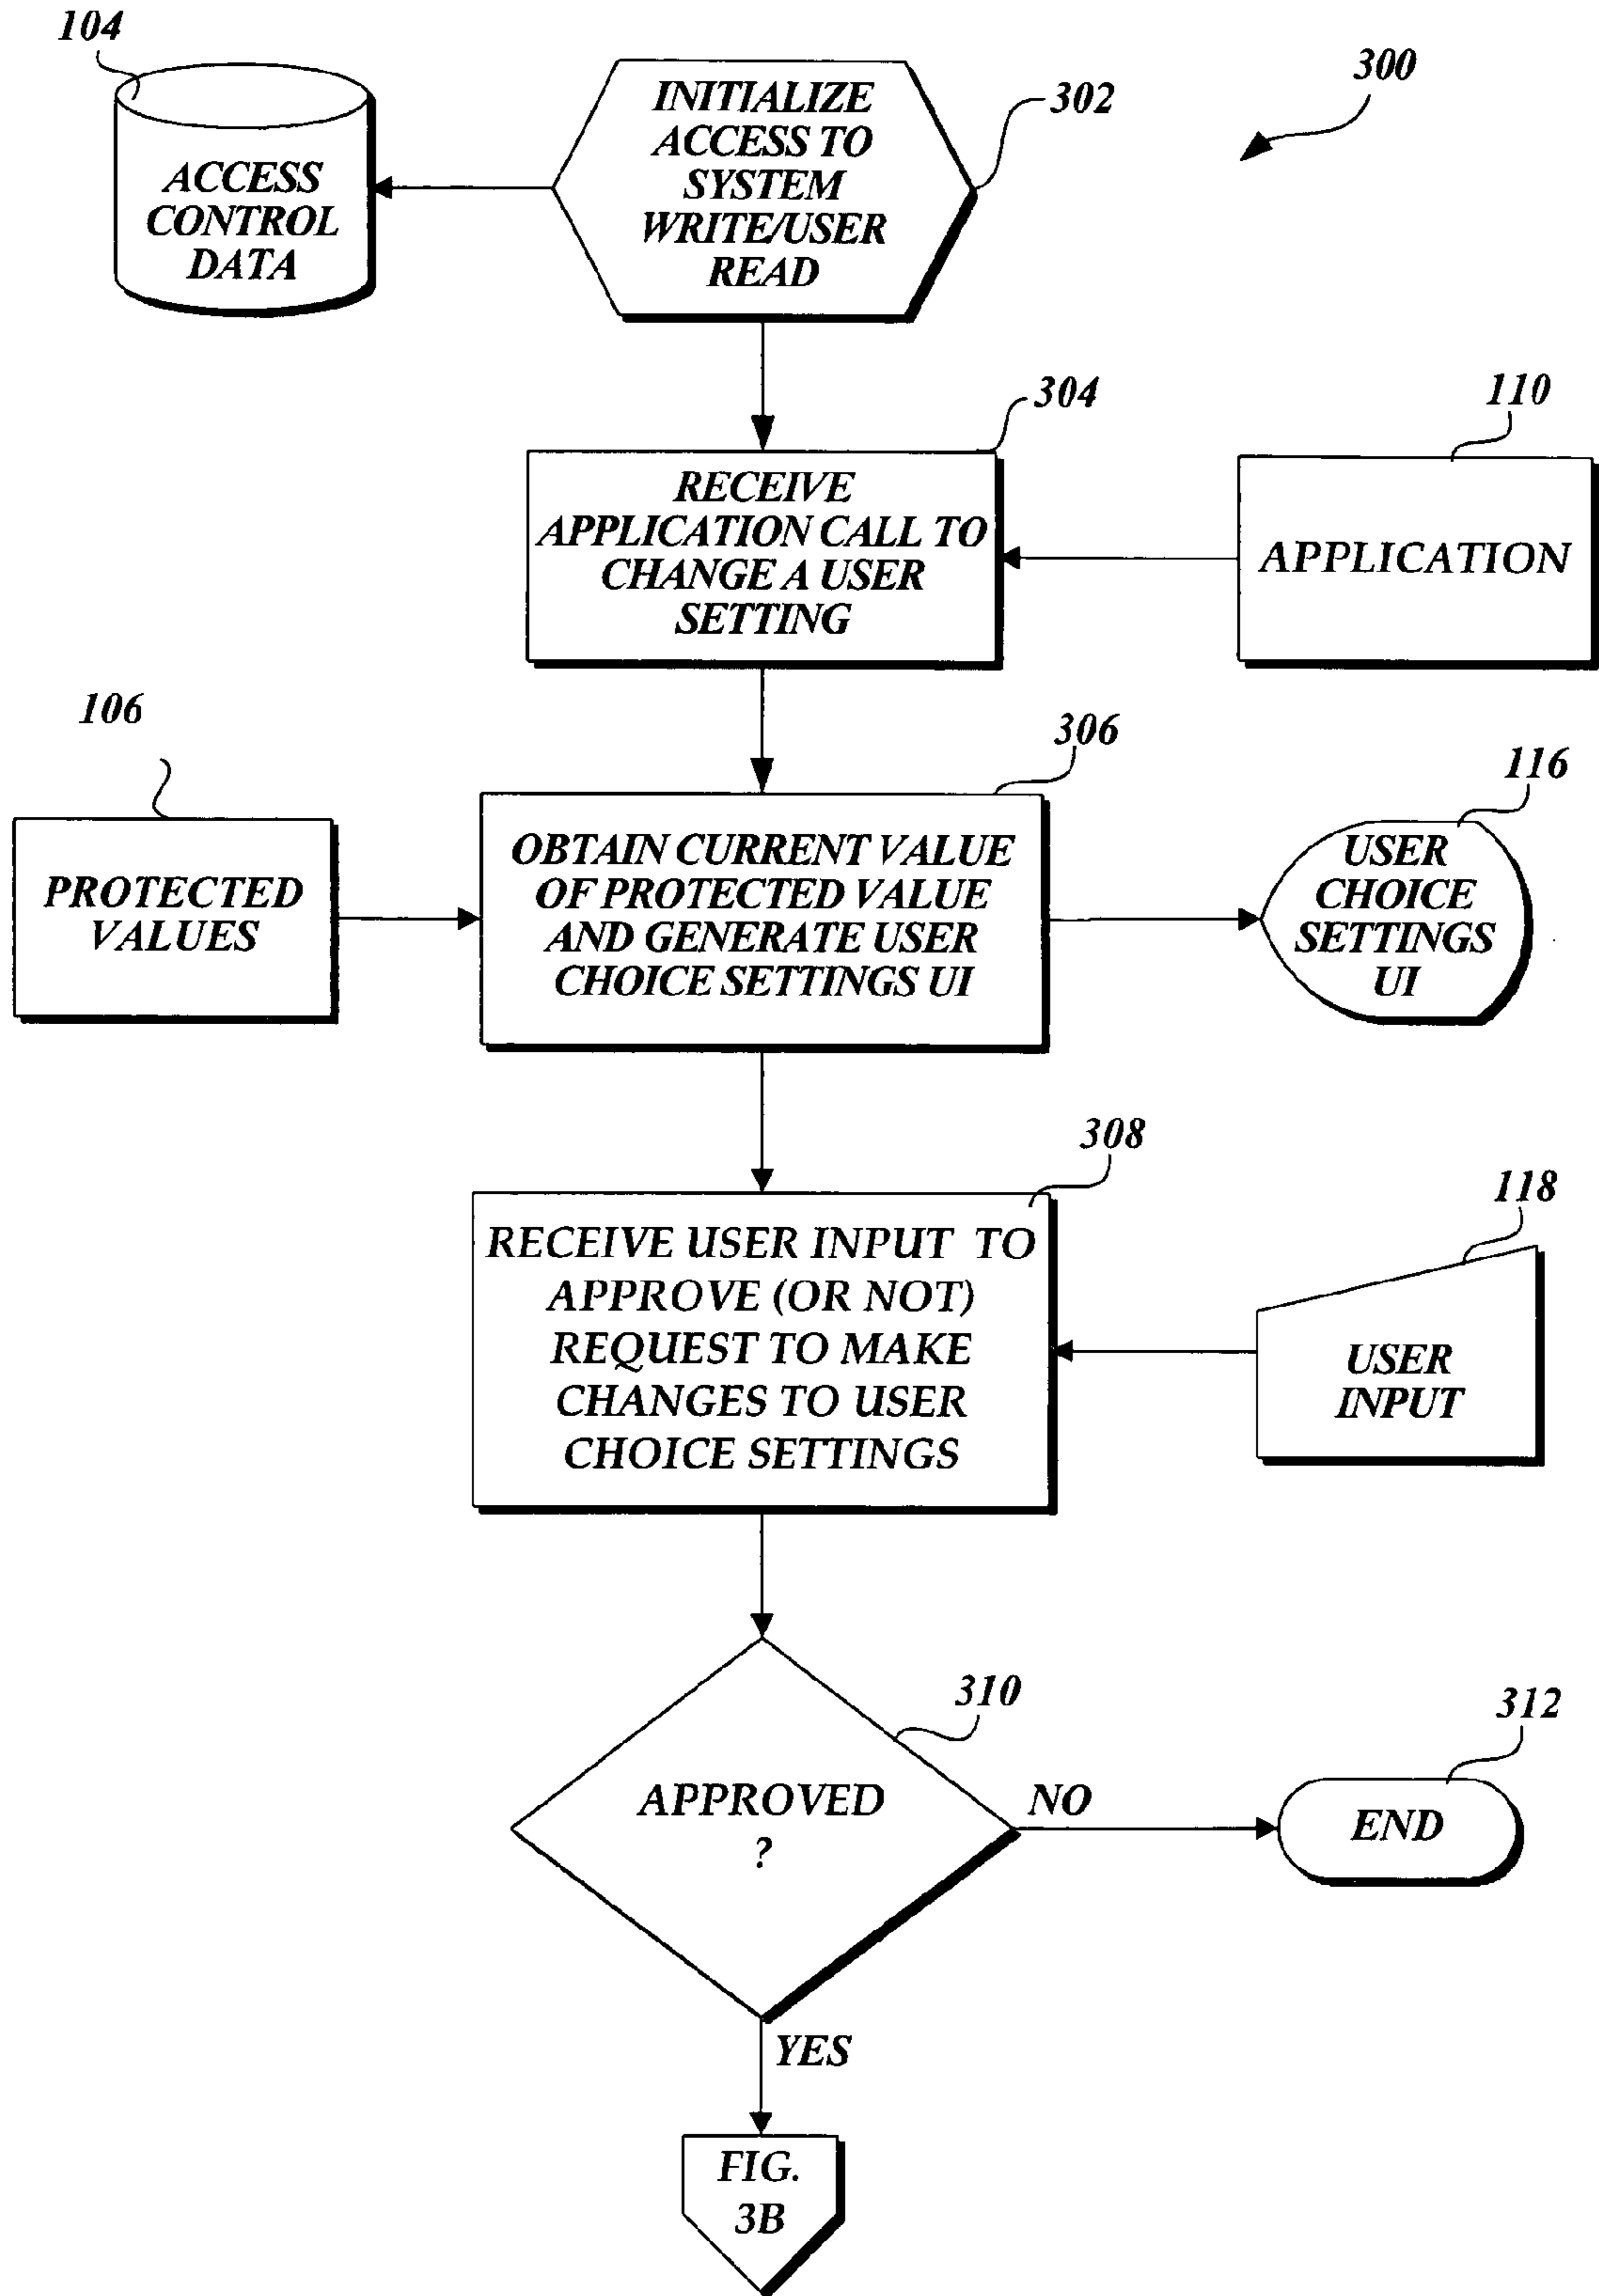 104
ACCESS
CONTROL
DATA
INITIALIZE
ACCESS TO
SYSTEM
WRITE/USER
READ
302
300
304
RECEIVE
APPLICATION CALL TO
CHANGE A USER
SETTING
110
APPLICATION
106
PROTECTED
VALUES
306
OBTAIN CURRENT VALUE
OF PROTECTED VALUE
AND GENERATE USER
CHOICE SETTINGS UI
116
USER
CHOICE
SETTINGS
UI
308
RECEIVE USER INPUT TO
APPROVE (OR NOT)
REQUEST TO MAKE
CHANGES TO USER
CHOICE SETTINGS
118
USER
INPUT
310
APPROVED
?
NO
312
END
YES
FIG.
3B